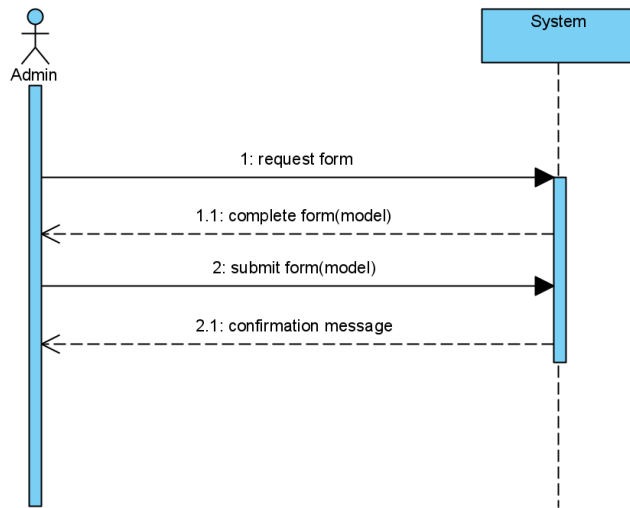 System
Admin
1: request form
1.1: complete form(model)
2: submit form(model)
2.1: confirmation message